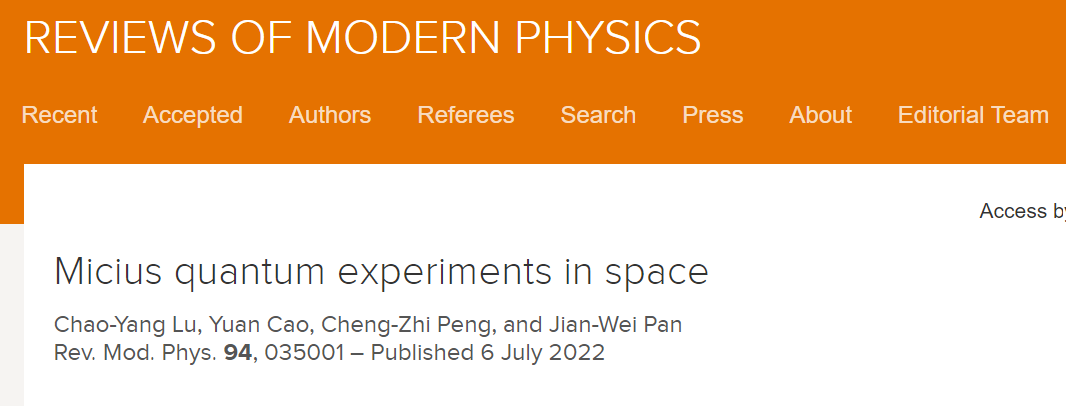 REVIEWS OF MODERN PHYSICS
Recent Accepted Authors Referees Search Press About Editorial Team
Access
Micius quantum experiments in space
Chao-Yang Lu, Yuan Cao, Cheng-Zhi Peng, and Jian-Wei Pan
Rev. Mod. Phys. 94, 035001 – Published 6 July 2022